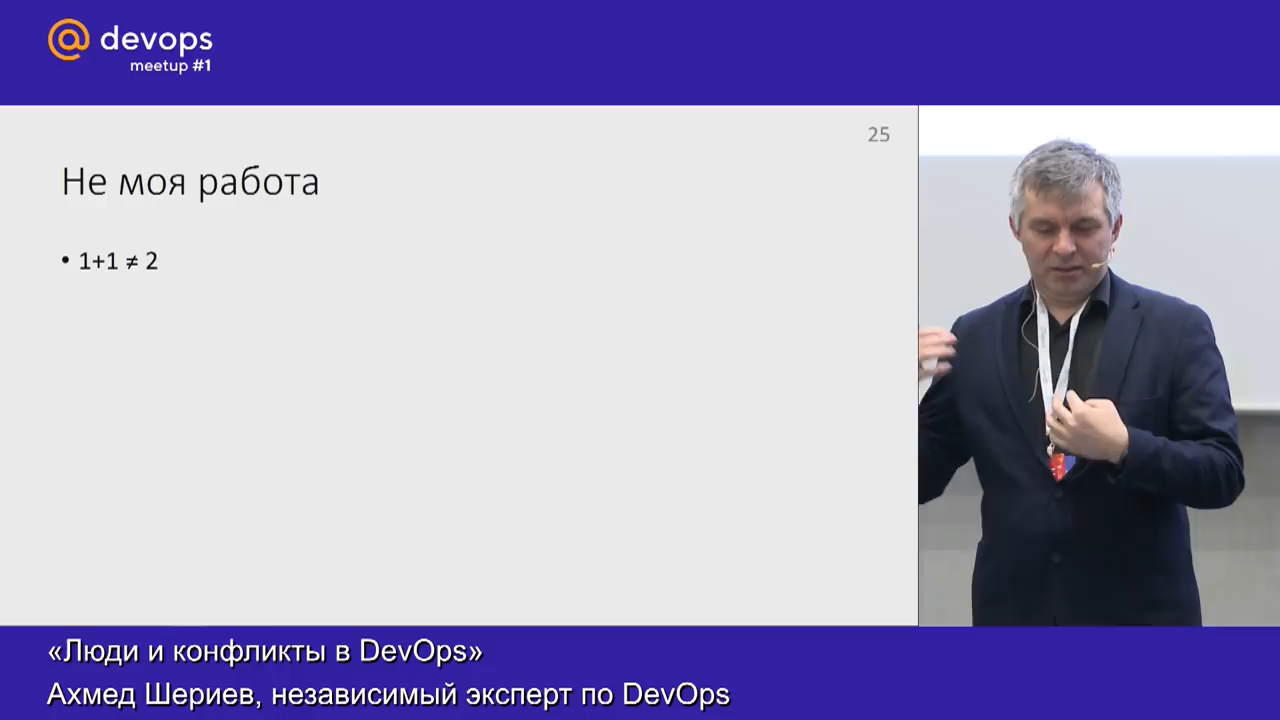 @ devops
meetup #1
25
Не моя работа
• 1+1 ≠ 2
«Люди и конфликты в DevOps»
Ахмед Шериев, независимый эксперт по DevOps